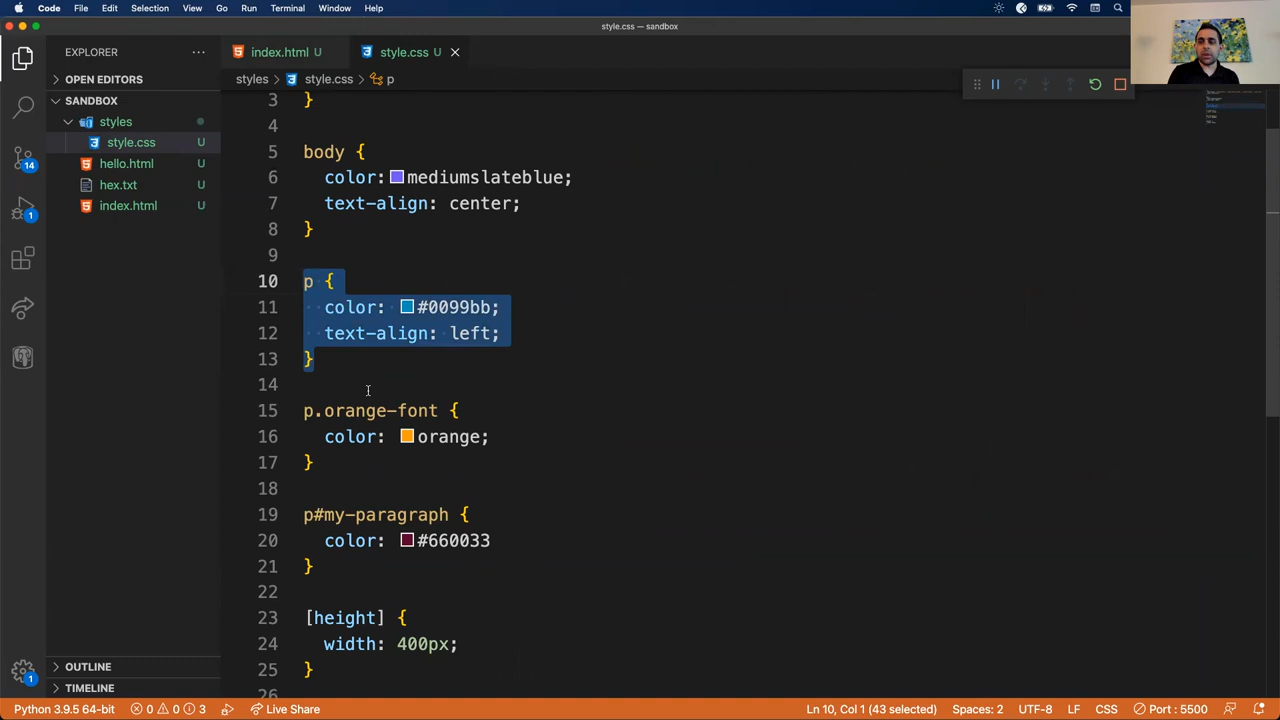 Code File Edit Selection View Go Run Terminal Window Help
style.css — sandbox
EXPLORER
index.html U
style.css U
OPEN EDITORS
styles style.css p
SANDBOX
styles
style.css U
hello.html U
hex.txt U
index.html U
14
1
1
3 }
4
5 body {
6 color: mediumslateblue;
7 text-align: center;
8 }
9
10 p {
11 color: #0099bb;
12 text-align: left;
13 }
14
15 p.orange-font {
16 color: orange;
17 }
18
19 p#my-paragraph {
20 color: #660033
21 }
22
23 [height] {
24 width: 400px;
25 }
26
OUTLINE
TIMELINE
Python 3.9.5 64-bit 0 0 3 Live Share Ln 10, Col 1 (43 selected) Spaces: 2 UTF-8 LF CSS Port : 5500